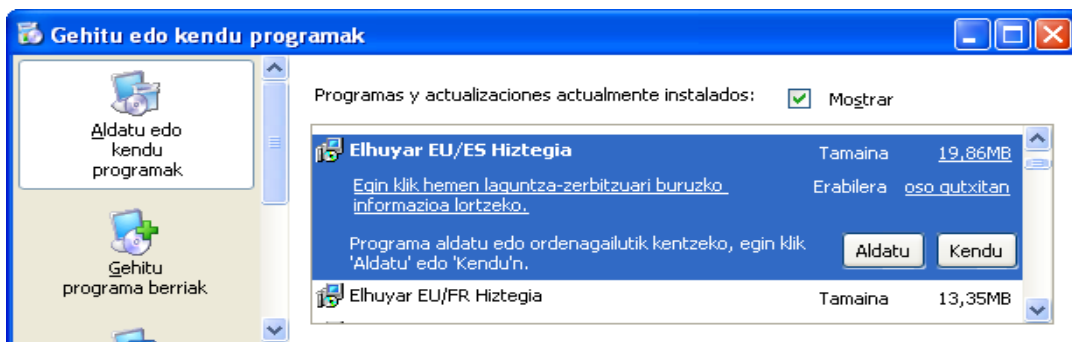 Gehitu edo kendu programak
Aldatu edo
kendu
programak
Gehitu
programa berriak
Programas y actualizaciones actualmente instalados: Mostrar
Elhuyar EU/ES Hiztegia Tamaina 19,86MB
Egin klik hemen laguntza-zerbitzuari buruzko Erabilera oso gutxitan
informazioa lortzeko.
Programa aldatu edo ordenagailutik kentzeko, egin klik Aldatu Kendu
'Aldatu' edo 'Kendu'n.
Elhuyar EU/FR Hiztegia Tamaina 13,35MB